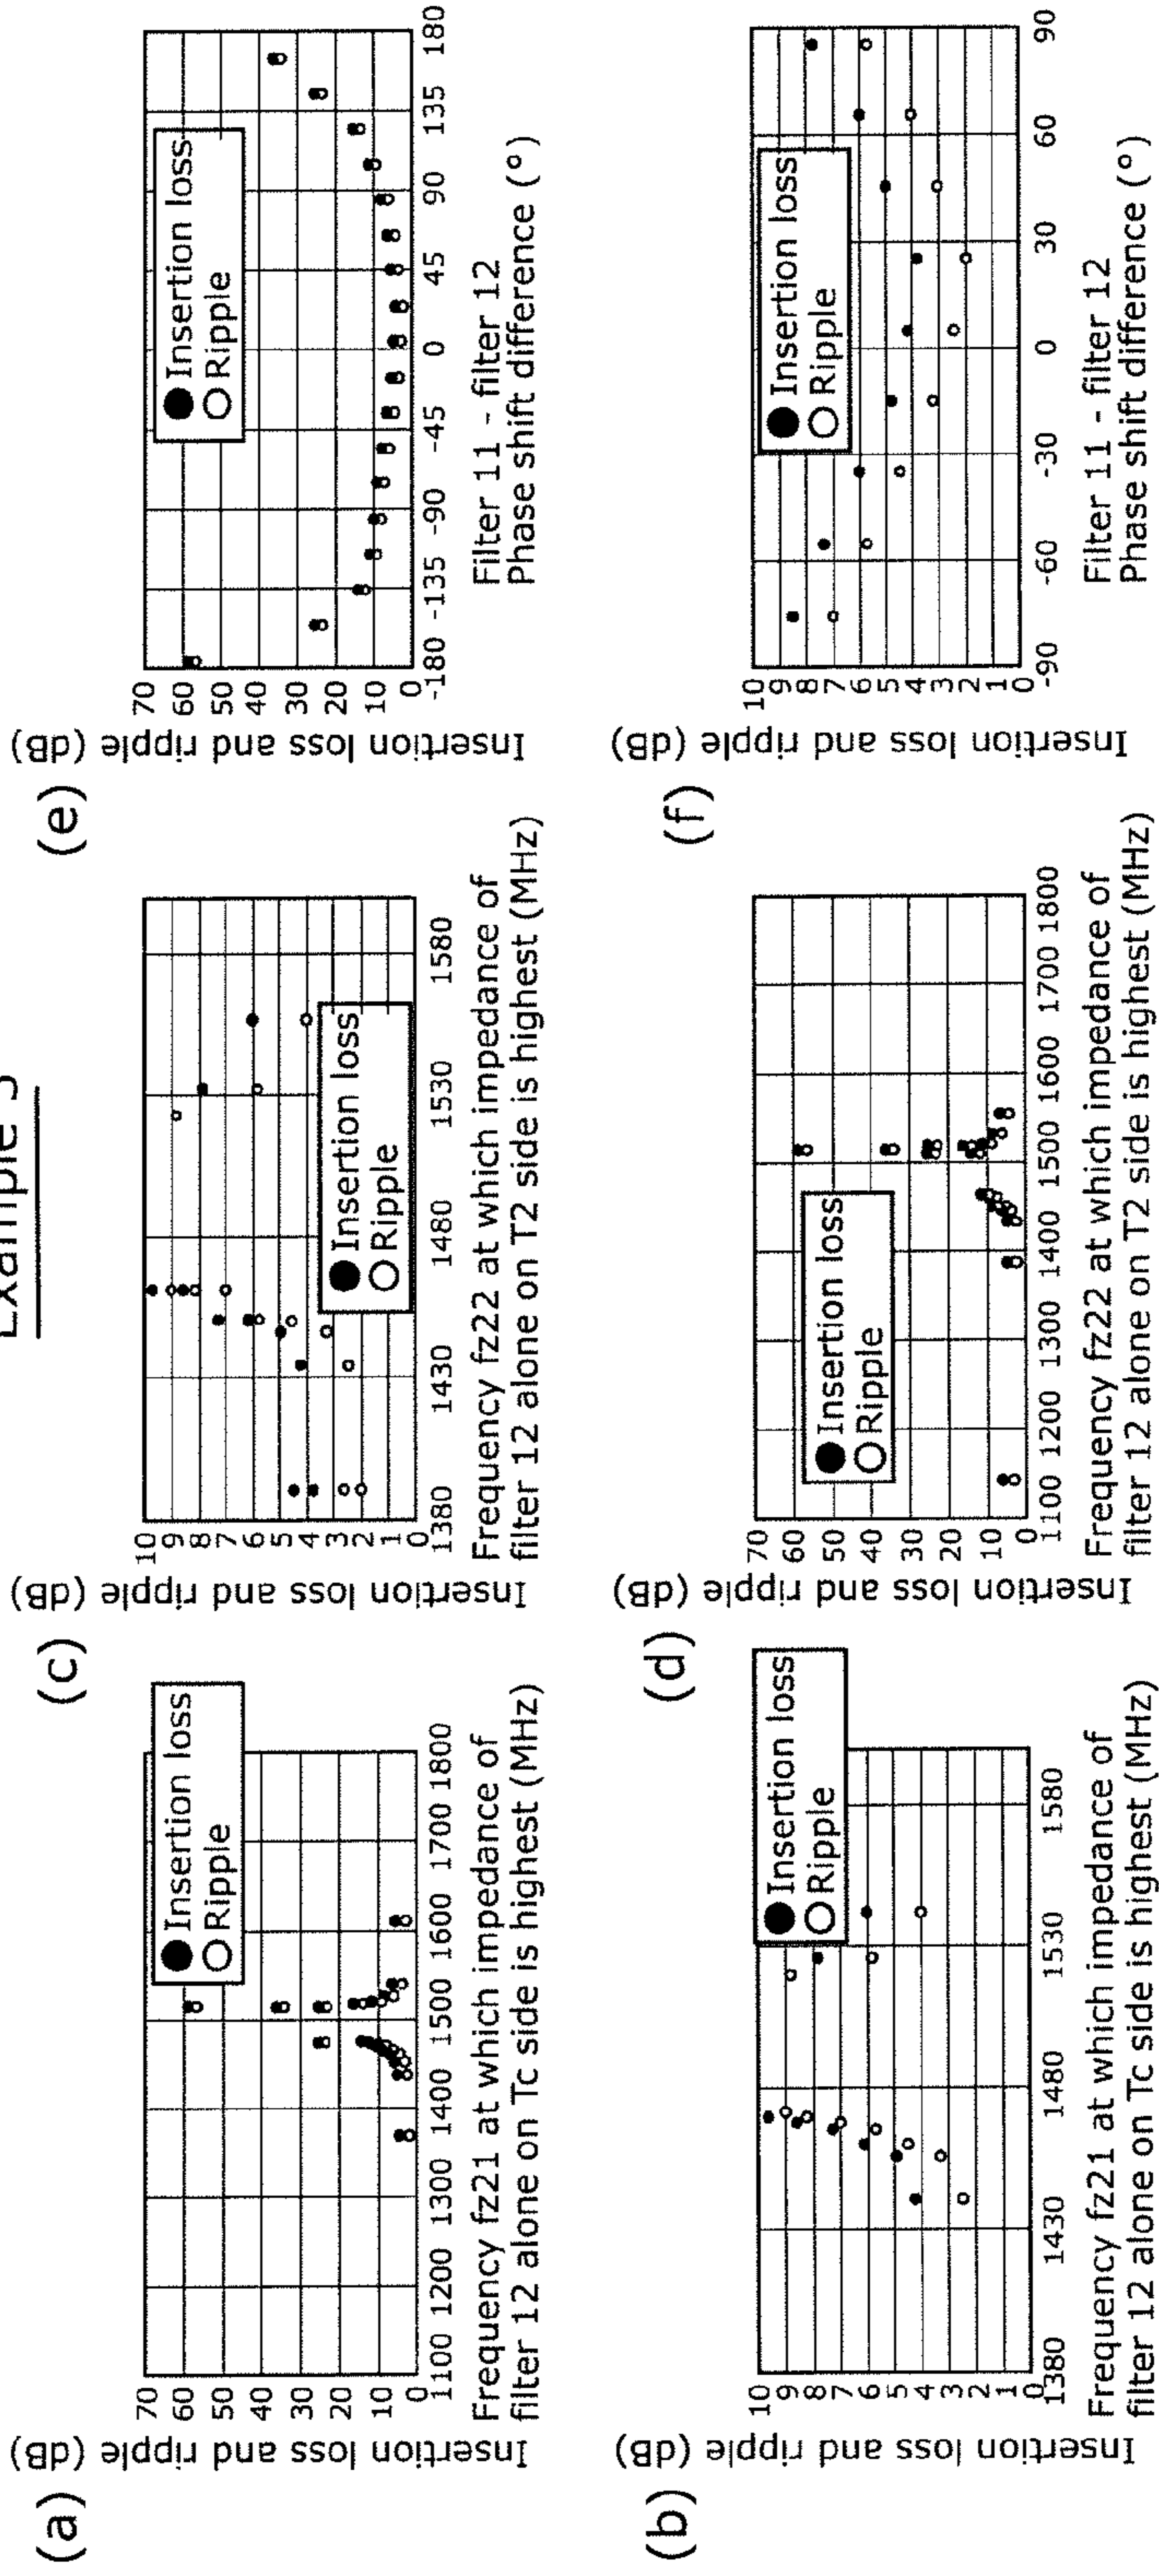 Example
(a)
Insertion loss and ripple (dB)
70
60
50
40
30
20
10
0
● Insertion loss
○ Ripple
1100 1200 1300 1400 1500 1600 1700 1800
Frequency fz21 at which impedance of
filter 12 alone on Tc side is highest (MHz)
(c)
Insertion loss and ripple (dB)
10
9
8
7
6
5
4
3
2
1
0
● Insertion loss
○ Ripple
1380 1430 1480 1530 1580
Frequency fz22 at which impedance of
filter 12 alone on T2 side is highest (MHz)
(e)
Insertion loss and ripple (dB)
70
60
50
40
30
20
10
0
● Insertion loss
○ Ripple
-180 -135 -90 -45 0 45 90 135 180
Filter 11 - filter 12
Phase shift difference (°)
(b)
Insertion loss and ripple (dB)
10
9
8
7
6
5
4
3
2
1
0
● Insertion loss
○ Ripple
1380 1430 1480 1530 1580
Frequency fz21 at which impedance of
filter 12 alone on Tc side is highest (MHz)
(d)
Insertion loss and ripple (dB)
70
60
50
40
30
20
10
0
● Insertion loss
○ Ripple
1100 1200 1300 1400 1500 1600 1700 1800
Frequency fz22 at which impedance of
filter 12 alone on T2 side is highest (MHz)
(f)
Insertion loss and ripple (dB)
10
9
8
7
6
5
4
3
2
1
0
● Insertion loss
○ Ripple
-90 -60 -30 0 30 60 90
Filter 11 - filter 12
Phase shift difference (°)